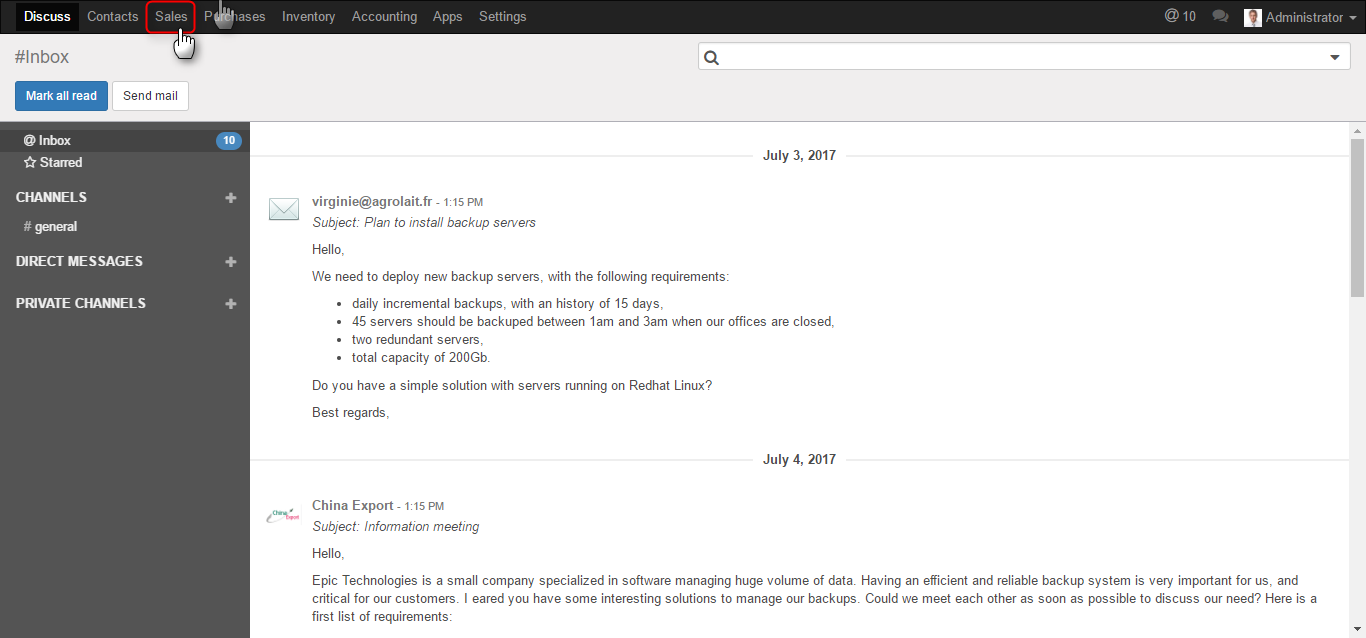 Discuss Contacts Sales Purchases Inventory Accounting Apps Settings @ 10 Administrator
#Inbox
Mark all read Send mail
@ Inbox 10
Starred
CHANNELS +
# general
DIRECT MESSAGES +
PRIVATE CHANNELS +
July 3, 2017
virginie@agrolait.fr - 1:15 PM
Subject: Plan to install backup servers
Hello,
We need to deploy new backup servers, with the following requirements:
• daily incremental backups, with an history of 15 days,
• 45 servers should be backuped between 1am and 3am when our offices are closed,
• two redundant servers,
• total capacity of 200Gb.
Do you have a simple solution with servers running on Redhat Linux?
Best regards,
July 4, 2017
China Export
China Export - 1:15 PM
Subject: Information meeting
Hello,
Epic Technologies is a small company specialized in software managing huge volume of data. Having an efficient and reliable backup system is very important for us, and
critical for our customers. I eared you have some interesting solutions to manage our backups. Could we meet each other as soon as possible to discuss our need? Here is a
first list of requirements: